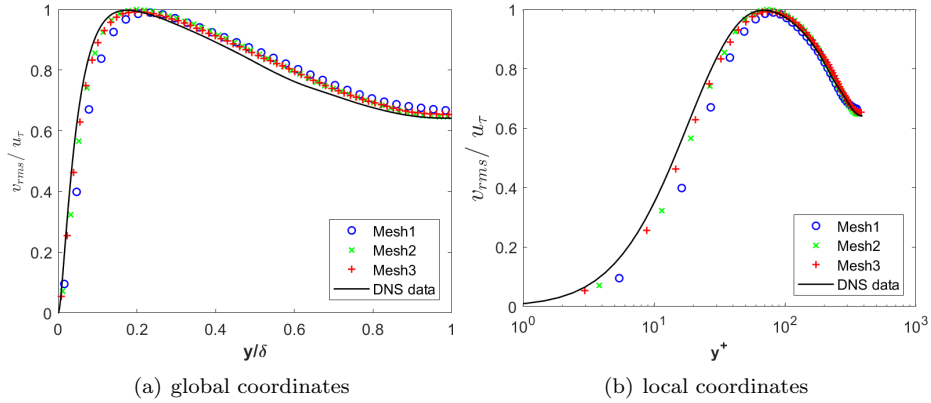 v_rms / u_τ
1
0.8
0.6
0.4
0.2
0
0 0.2 0.4 0.6 0.8 1
y/δ
Mesh1
Mesh2
Mesh3
DNS data
(a) global coordinates
v_rms / u_τ
1
0.8
0.6
0.4
0.2
0
10^0 10^1 10^2 10^3
y^+
Mesh1
Mesh2
Mesh3
DNS data
(b) local coordinates